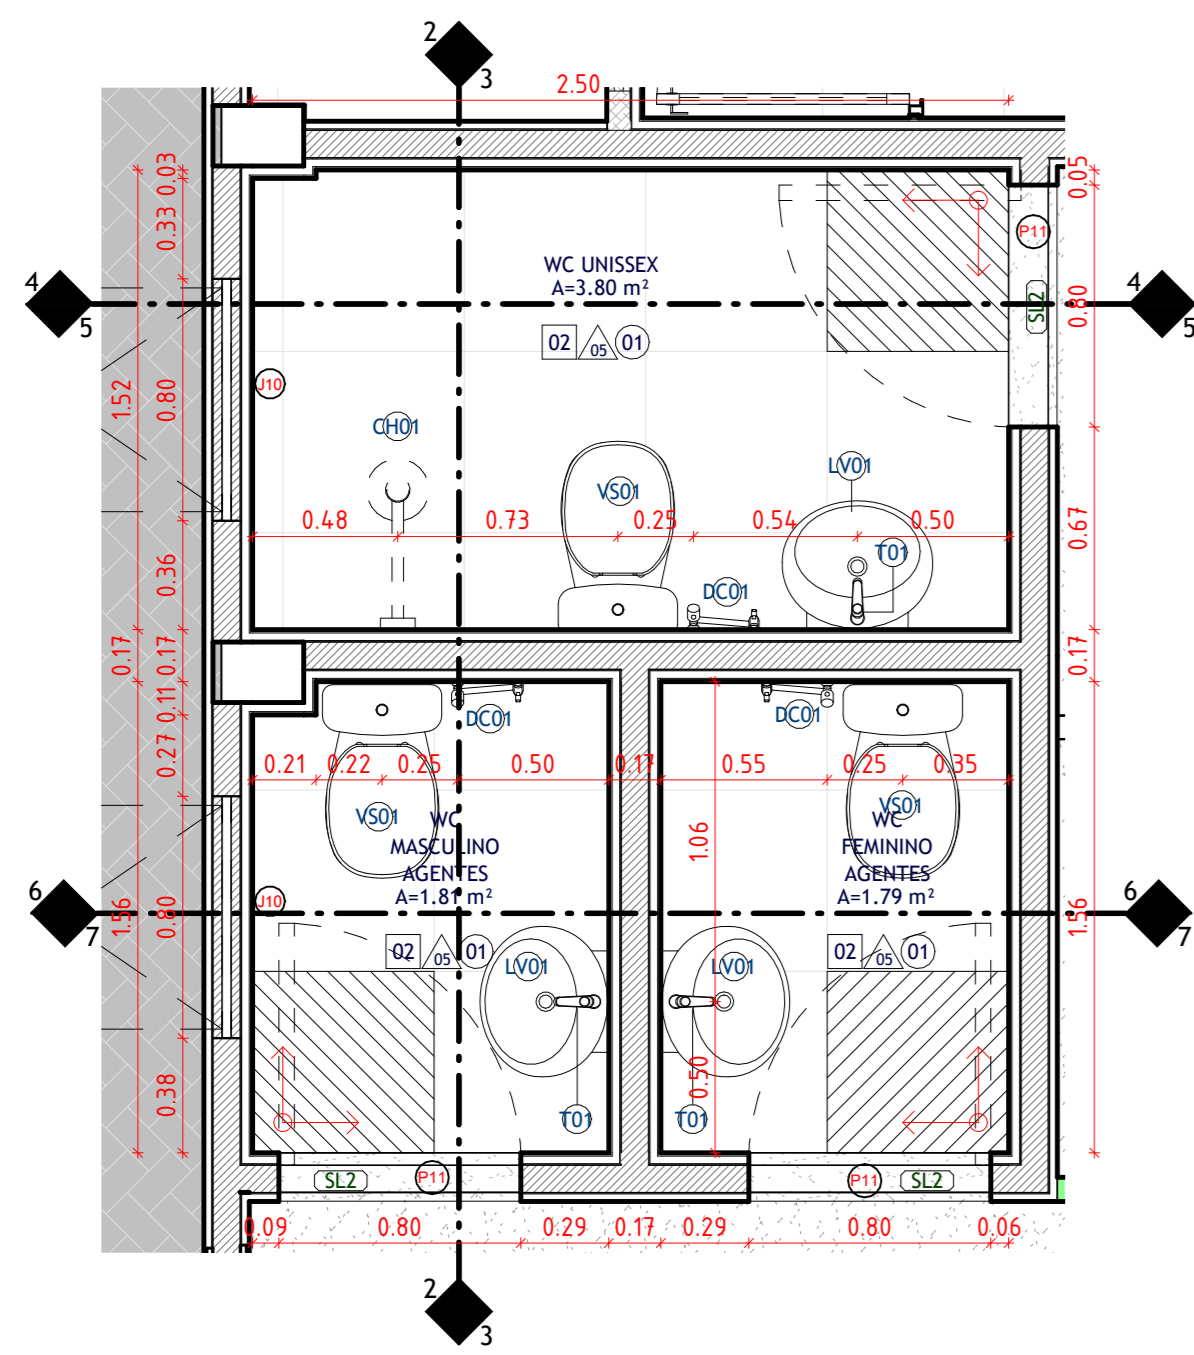 2
3
2.50
0.03
0.33
0.05
P11
WC UNISSEX
A=3.80 m²
4
5
4
5
SL2
0.80
02
05
01
J10
1.52
0.80
CH01
LV01
VS01
0.48
0.73
0.25
0.54
0.50
T01
0.67
0.36
DC01
0.17
0.17
0.17
0.11
DC01
DC01
0.27
0.21
0.22
0.25
0.50
0.17
0.55
0.25
0.35
VS01
VS01
WC
MASCULINO
AGENTES
A=1.81 m²
1.06
WC
FEMININO
AGENTES
A=1.79 m²
6
7
J10
1.56
0.80
1.56
6
7
02
05
01
02
05
01
LV01
LV01
0.38
0.50
T01
T01
SL2
P11
P11
SL2
0.09
0.80
0.29
0.17
0.29
0.80
0.06
2
3